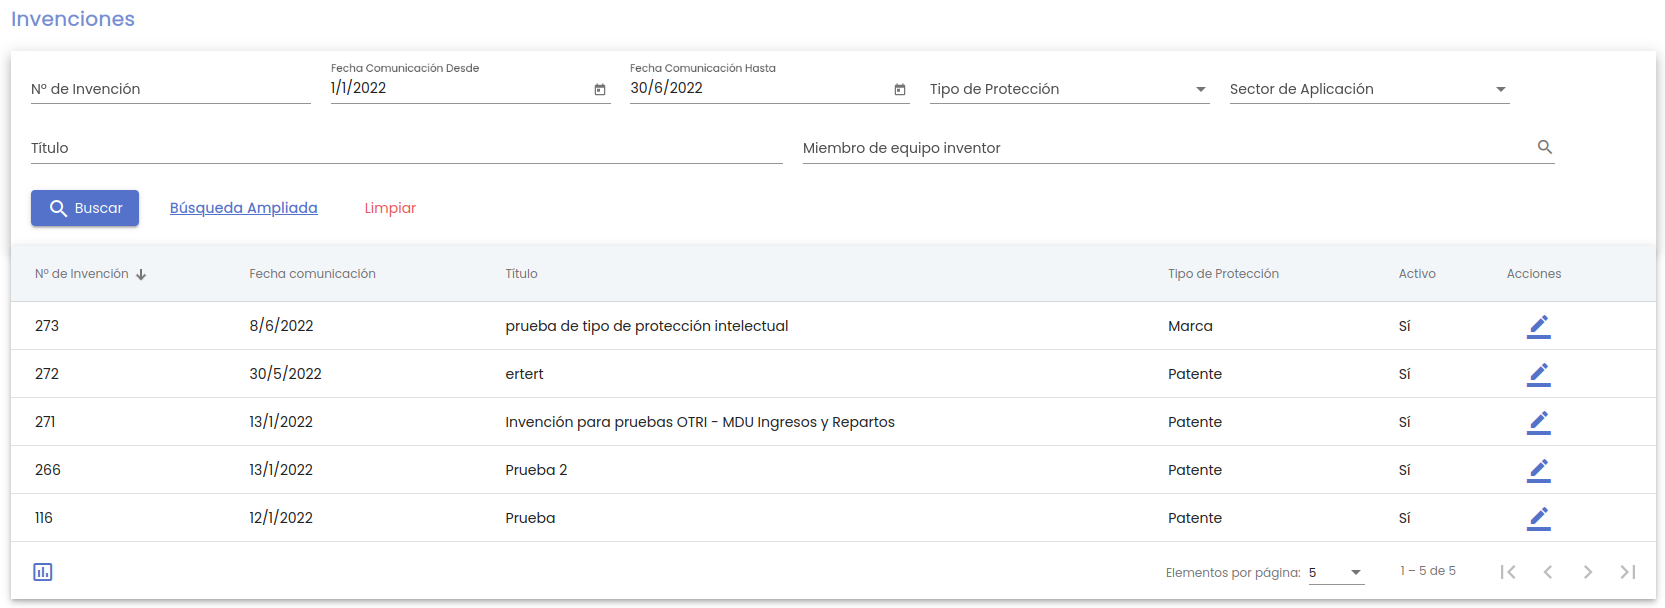 Invenciones
Fecha Comunicación Desde Fecha Comunicación Hasta
Nº de Invención 1/1/2022 30/6/2022 Tipo de Protección Sector de Aplicación
Título Miembro de equipo inventor
Buscar Búsqueda Ampliada Limpiar
Nº de Invención Fecha comunicación Título Tipo de Protección Activo Acciones
273 8/6/2022 prueba de tipo de protección intelectual Marca Sí
272 30/5/2022 ertert Patente Sí
271 13/1/2022 Invención para pruebas OTRI - MDU Ingresos y Repartos Patente Sí
266 13/1/2022 Prueba 2 Patente Sí
116 12/1/2022 Prueba Patente Sí
Elementos por página: 5 1 – 5 de 5